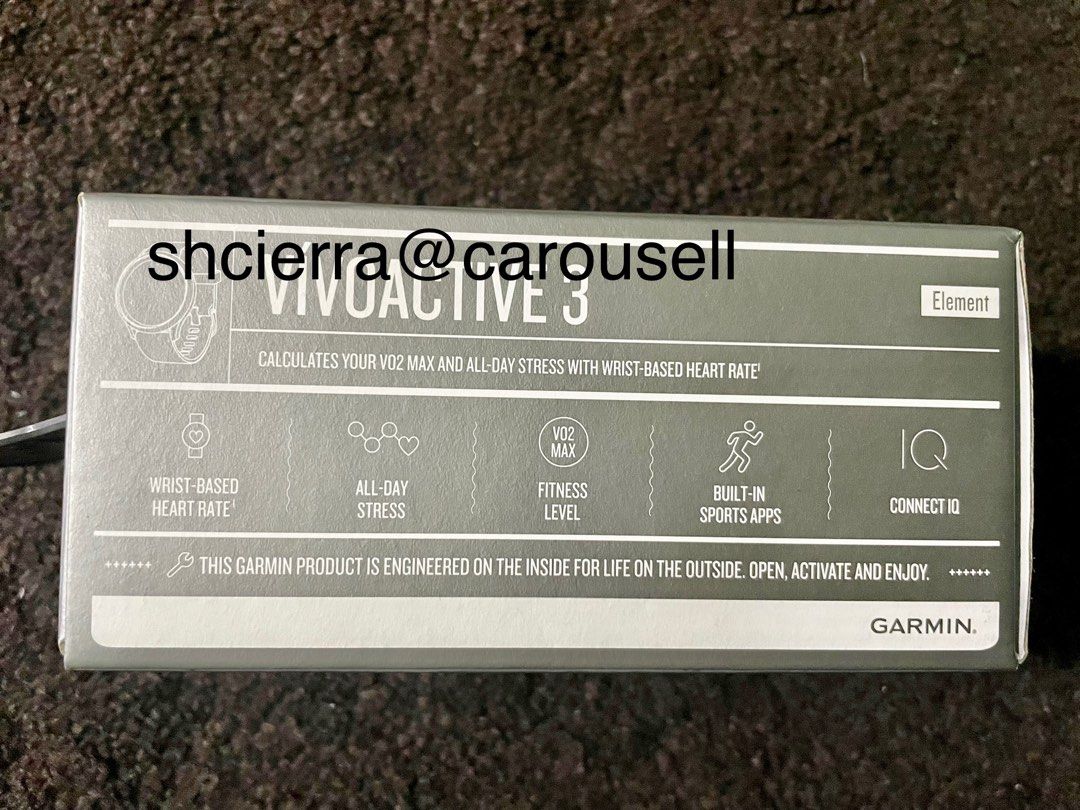 shcierra@carousell
VIVOACTIVE 3
Element
CALCULATES YOUR VO2 MAX AND ALL-DAY STRESS WITH WRIST-BASED HEART RATE¹
WRIST-BASED
HEART RATE¹
ALL-DAY
STRESS
VO2
MAX
FITNESS
LEVEL
BUILT-IN
SPORTS APPS
IQ
CONNECT IQ
++++++ THIS GARMIN PRODUCT IS ENGINEERED ON THE INSIDE FOR LIFE ON THE OUTSIDE. OPEN, ACTIVATE AND ENJOY. ++++++
GARMIN®